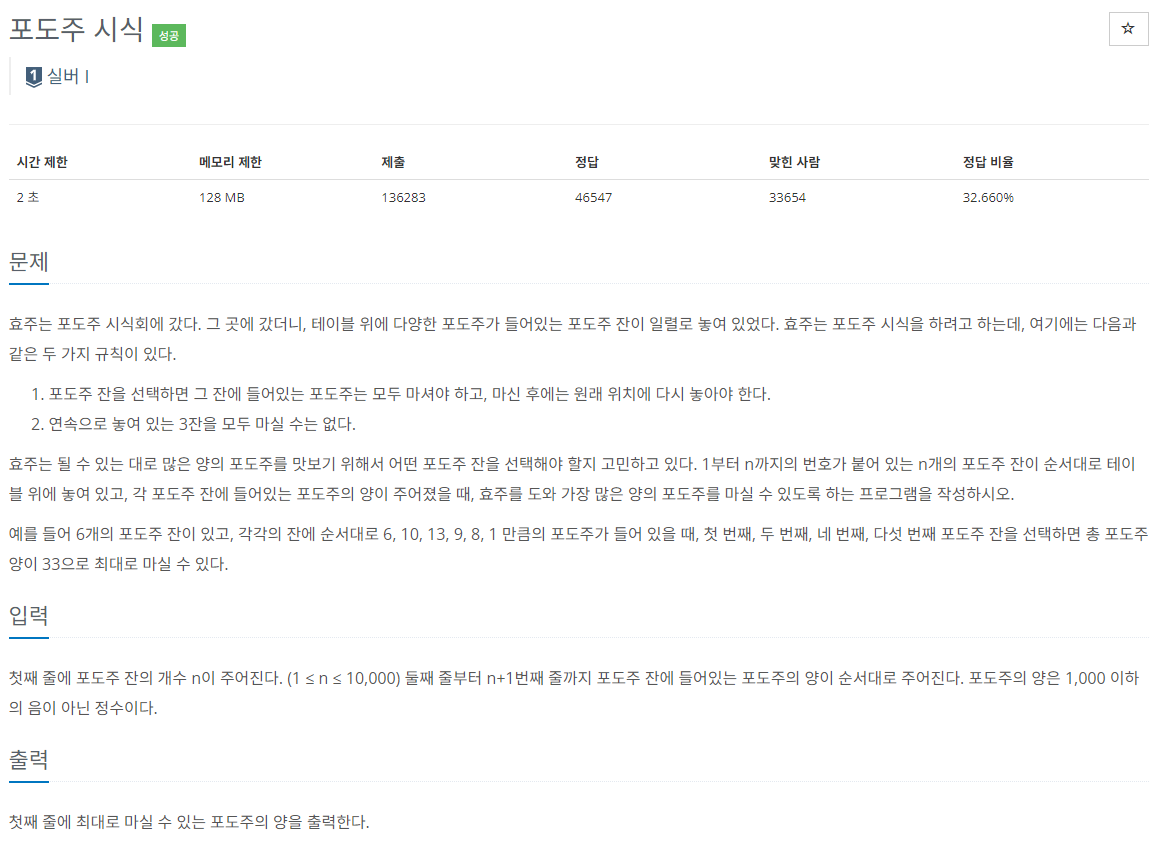 포도주 시식 성공
☆
1 실버 I
시간 제한 메모리 제한 제출 정답 맞힌 사람 정답 비율
2 초 128 MB 136283 46547 33654 32.660%
문제
효주는 포도주 시식회에 갔다. 그 곳에 갔더니, 테이블 위에 다양한 포도주가 들어있는 포도주 잔이 일렬로 놓여 있었다. 효주는 포도주 시식을 하려고 하는데, 여기에는 다음과
같은 두 가지 규칙이 있다.
1. 포도주 잔을 선택하면 그 잔에 들어있는 포도주는 모두 마셔야 하고, 마신 후에는 원래 위치에 다시 놓아야 한다.
2. 연속으로 놓여 있는 3잔을 모두 마실 수는 없다.
효주는 될 수 있는 대로 많은 양의 포도주를 맛보기 위해서 어떤 포도주 잔을 선택해야 할지 고민하고 있다. 1부터 n까지의 번호가 붙어 있는 n개의 포도주 잔이 순서대로 테이
블 위에 놓여 있고, 각 포도주 잔에 들어있는 포도주의 양이 주어졌을 때, 효주를 도와 가장 많은 양의 포도주를 마실 수 있도록 하는 프로그램을 작성하시오.
예를 들어 6개의 포도주 잔이 있고, 각각의 잔에 순서대로 6, 10, 13, 9, 8, 1 만큼의 포도주가 들어 있을 때, 첫 번째, 두 번째, 네 번째, 다섯 번째 포도주 잔을 선택하면 총 포도주
양이 33으로 최대로 마실 수 있다.
입력
첫째 줄에 포도주 잔의 개수 n이 주어진다. (1 ≤ n ≤ 10,000) 둘째 줄부터 n+1번째 줄까지 포도주 잔에 들어있는 포도주의 양이 순서대로 주어진다. 포도주의 양은 1,000 이하
의 음이 아닌 정수이다.
출력
첫째 줄에 최대로 마실 수 있는 포도주의 양을 출력한다.